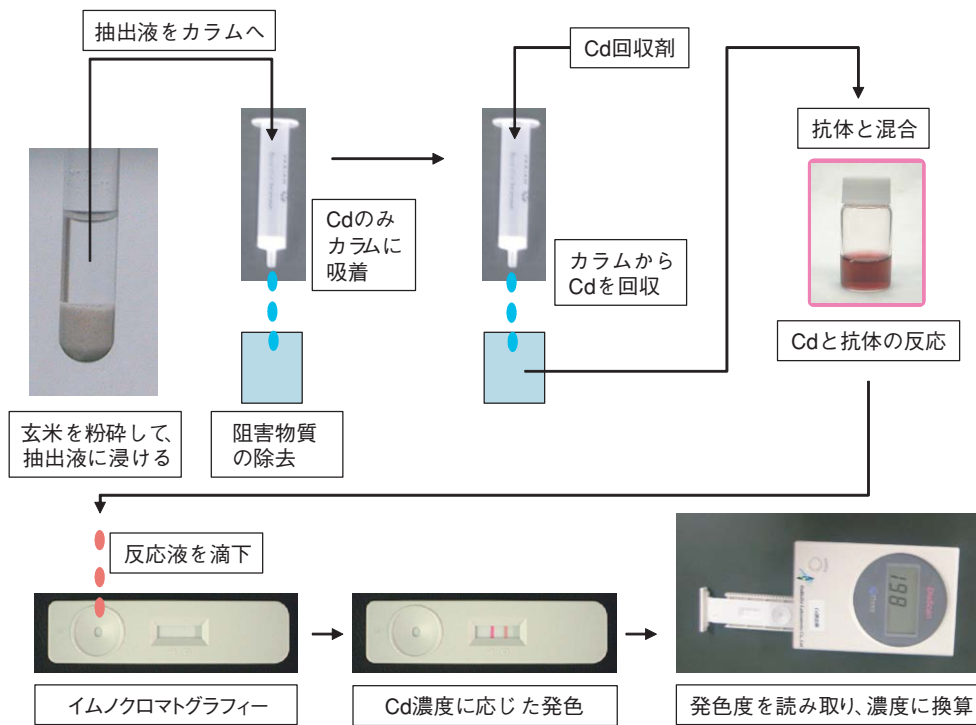 抽出液をカラムへ
Cd回収剤
抗体と混合
Cdのみ
カラムに
吸着
カラムから
Cdを回収
Cdと抗体の反応
玄米を粉砕して、
抽出液に浸ける
阻害物質
の除去
反応液を滴下
198
イムノクロマトグラフィー
Cd濃度に応じた発色
発色度を読み取り、濃度に換算